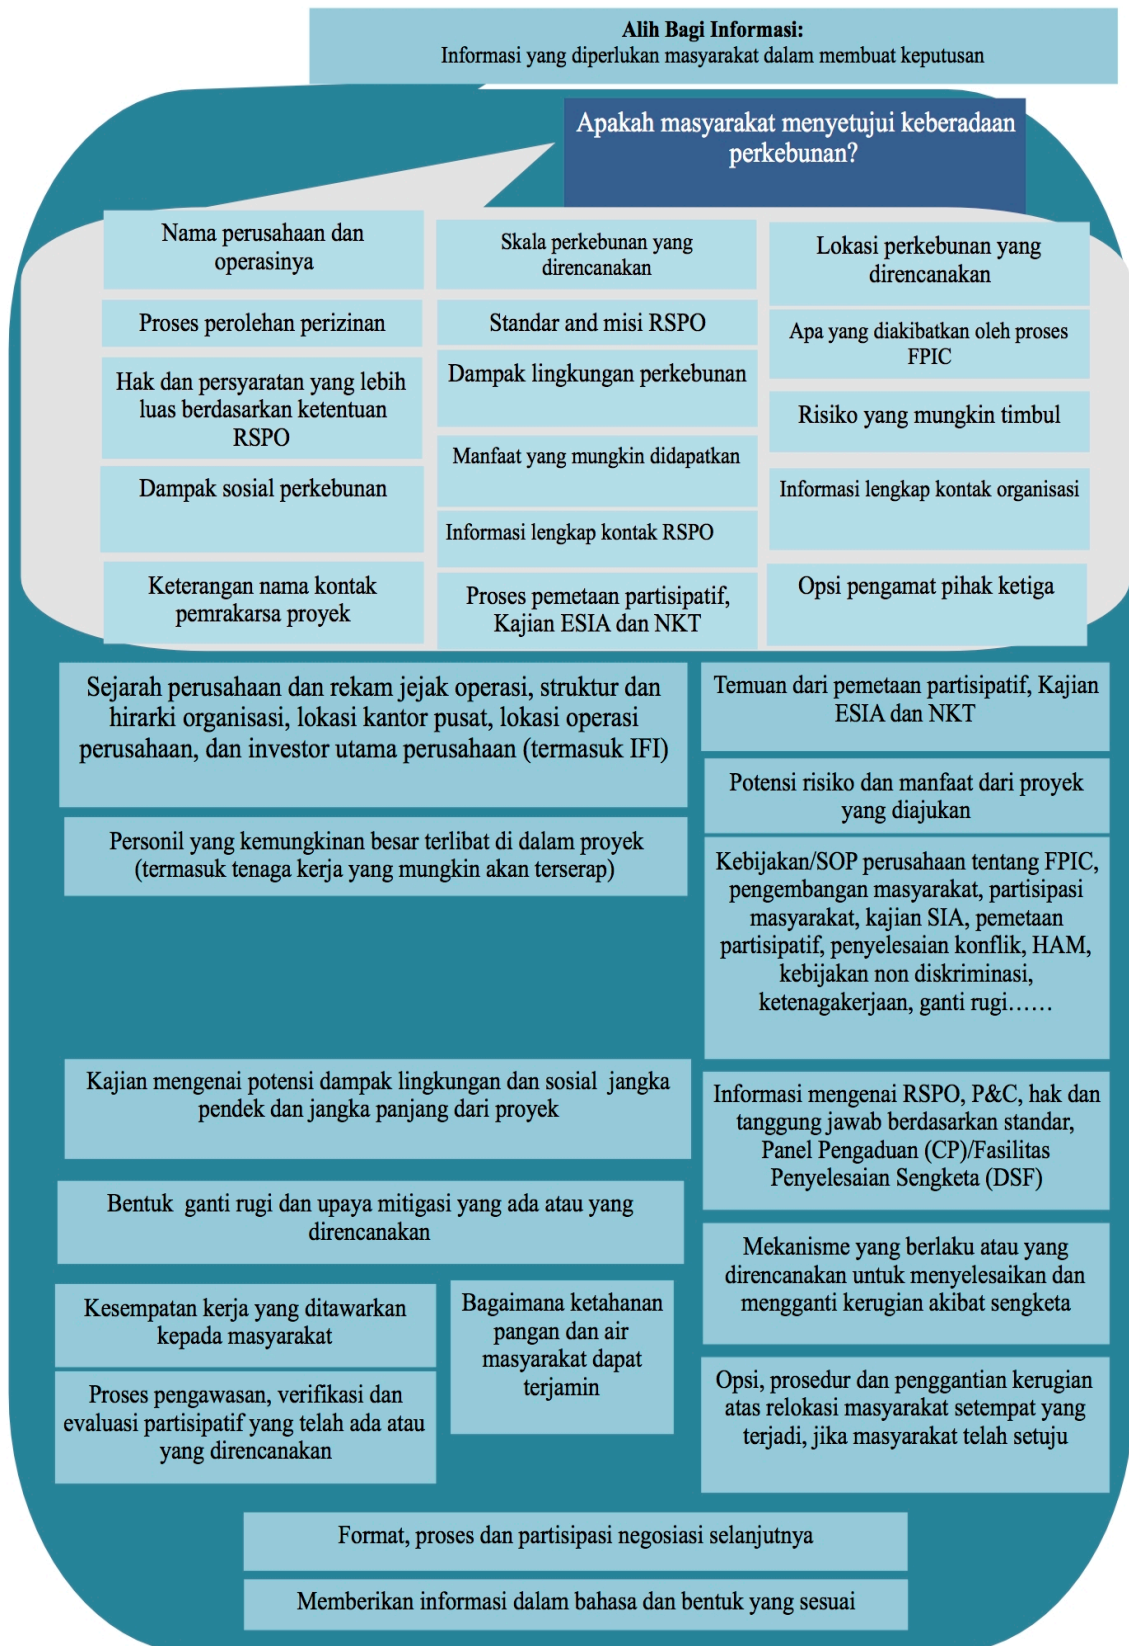 Alih Bagi Informasi:
Informasi yang diperlukan masyarakat dalam membuat keputusan
Apakah masyarakat menyetujui keberadaan
perkebunan?
Nama perusahaan dan
operasinya
Skala perkebunan yang
direncanakan
Lokasi perkebunan yang
direncanakan
Proses perolehan perizinan
Standar and misi RSPO
Apa yang diakibatkan oleh proses
FPIC
Hak dan persyaratan yang lebih
luas berdasarkan ketentuan
RSPO
Dampak lingkungan perkebunan
Risiko yang mungkin timbul
Dampak sosial perkebunan
Manfaat yang mungkin didapatkan
Informasi lengkap kontak organisasi
Informasi lengkap kontak RSPO
Keterangan nama kontak
pemrakarsa proyek
Proses pemetaan partisipatif,
Kajian ESIA dan NKT
Opsi pengamat pihak ketiga
Sejarah perusahaan dan rekam jejak operasi, struktur dan
hirarki organisasi, lokasi kantor pusat, lokasi operasi
perusahaan, dan investor utama perusahaan (termasuk IFI)
Temuan dari pemetaan partisipatif, Kajian
ESIA dan NKT
Potensi risiko dan manfaat dari proyek
yang diajukan
Personil yang kemungkinan besar terlibat di dalam proyek
(termasuk tenaga kerja yang mungkin akan terserap)
Kebijakan/SOP perusahaan tentang FPIC,
pengembangan masyarakat, partisipasi
masyarakat, kajian SIA, pemetaan
partisipatif, penyelesaian konflik, HAM,
kebijakan non diskriminasi,
ketenagakerjaan, ganti rugi……
Kajian mengenai potensi dampak lingkungan dan sosial  jangka
pendek dan jangka panjang dari proyek
Informasi mengenai RSPO, P&C, hak dan
tanggung jawab berdasarkan standar,
Panel Pengaduan (CP)/Fasilitas
Penyelesaian Sengketa (DSF)
Bentuk  ganti rugi dan upaya mitigasi yang ada atau yang
direncanakan
Mekanisme yang berlaku atau yang
direncanakan untuk menyelesaikan dan
mengganti kerugian akibat sengketa
Kesempatan kerja yang ditawarkan
kepada masyarakat
Bagaimana ketahanan
pangan dan air
masyarakat dapat
terjamin
Proses pengawasan, verifikasi dan
evaluasi partisipatif yang telah ada atau
yang direncanakan
Opsi, prosedur dan penggantian kerugian
atas relokasi masyarakat setempat yang
terjadi, jika masyarakat telah setuju
Format, proses dan partisipasi negosiasi selanjutnya
Memberikan informasi dalam bahasa dan bentuk yang sesuai